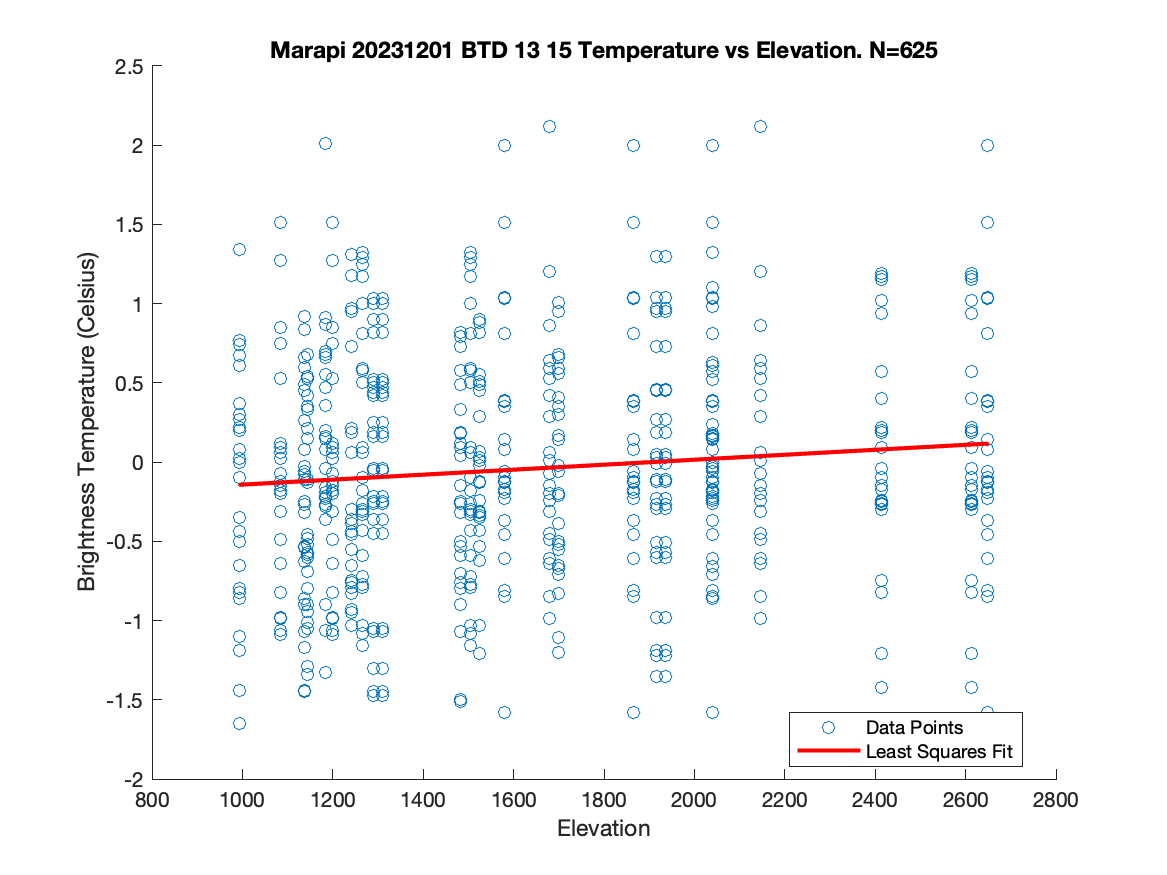 Marapi 20231201 BTD 13 15 Temperature vs Elevation. N=625
2.5
2
1.5
1
0.5
0
-0.5
-1
-1.5
-2
Brightness Temperature (Celsius)
Data Points
Least Squares Fit
800 1000 1200 1400 1600 1800 2000 2200 2400 2600 2800
Elevation